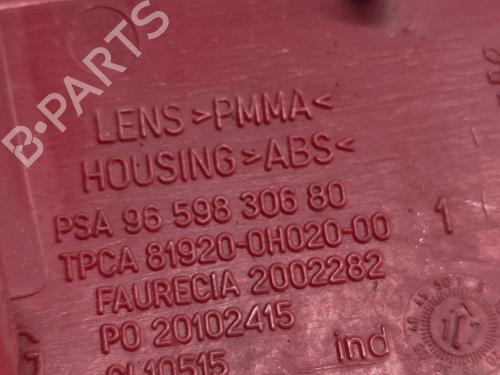 B-PARTS
LENS >PMMA<
HOUSING >ABS<
PSA 96 598 306 80
TPCA 81920-0H020-00
1
FAURECIA 2002282
PO 20102415
ind